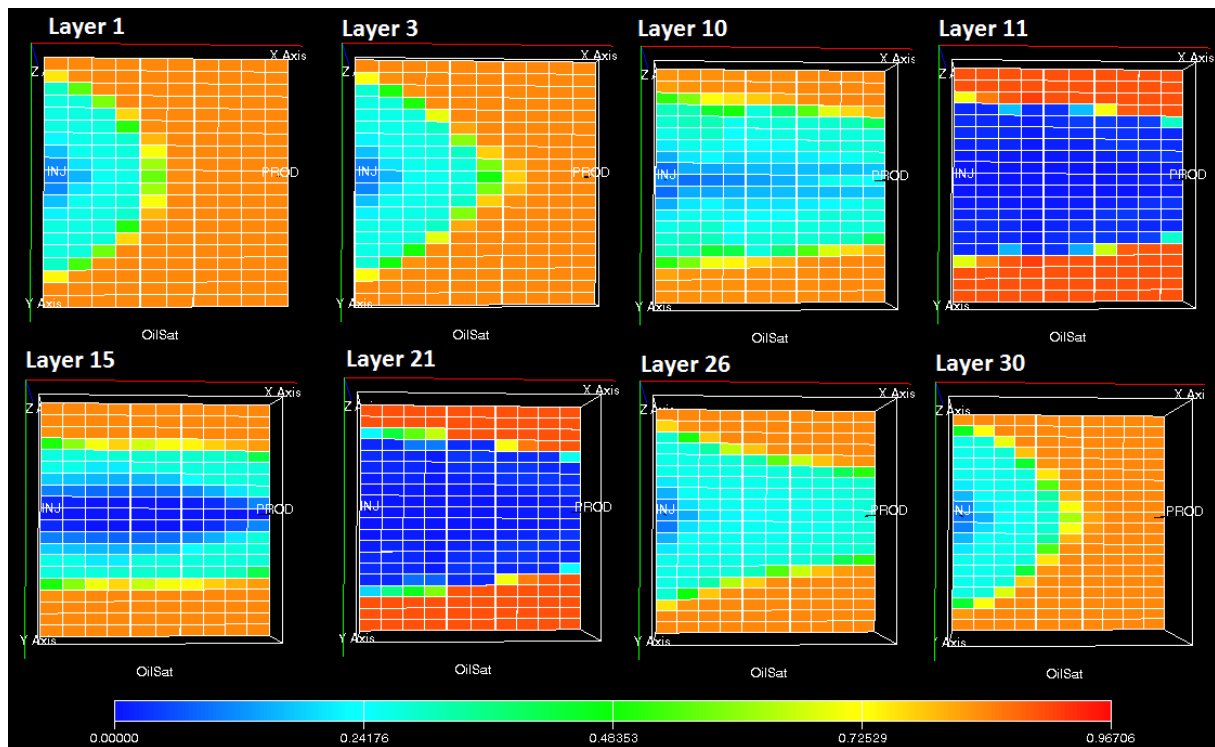 Layer 1
Layer 3
Layer 10
Layer 11
X Axis
X Axis
X Axis
X Axis
INJ
PROD
INJ
PROD
INJ
PROD
INJ
PROD
Y Axis
Y Axis
Y Axis
Y Axis
OilSat
OilSat
OilSat
OilSat
Layer 15
Layer 21
Layer 26
Layer 30
X Axis
X Axis
X Axis
X Axis
INJ
PROD
INJ
PROD
INJ
PROD
NJ
PROD
Y Axis
Y Axis
Y Axis
Y Axis
OilSat
OilSat
OilSat
OilSat
0.00000
0.24176
0.48353
0.72529
0.96706